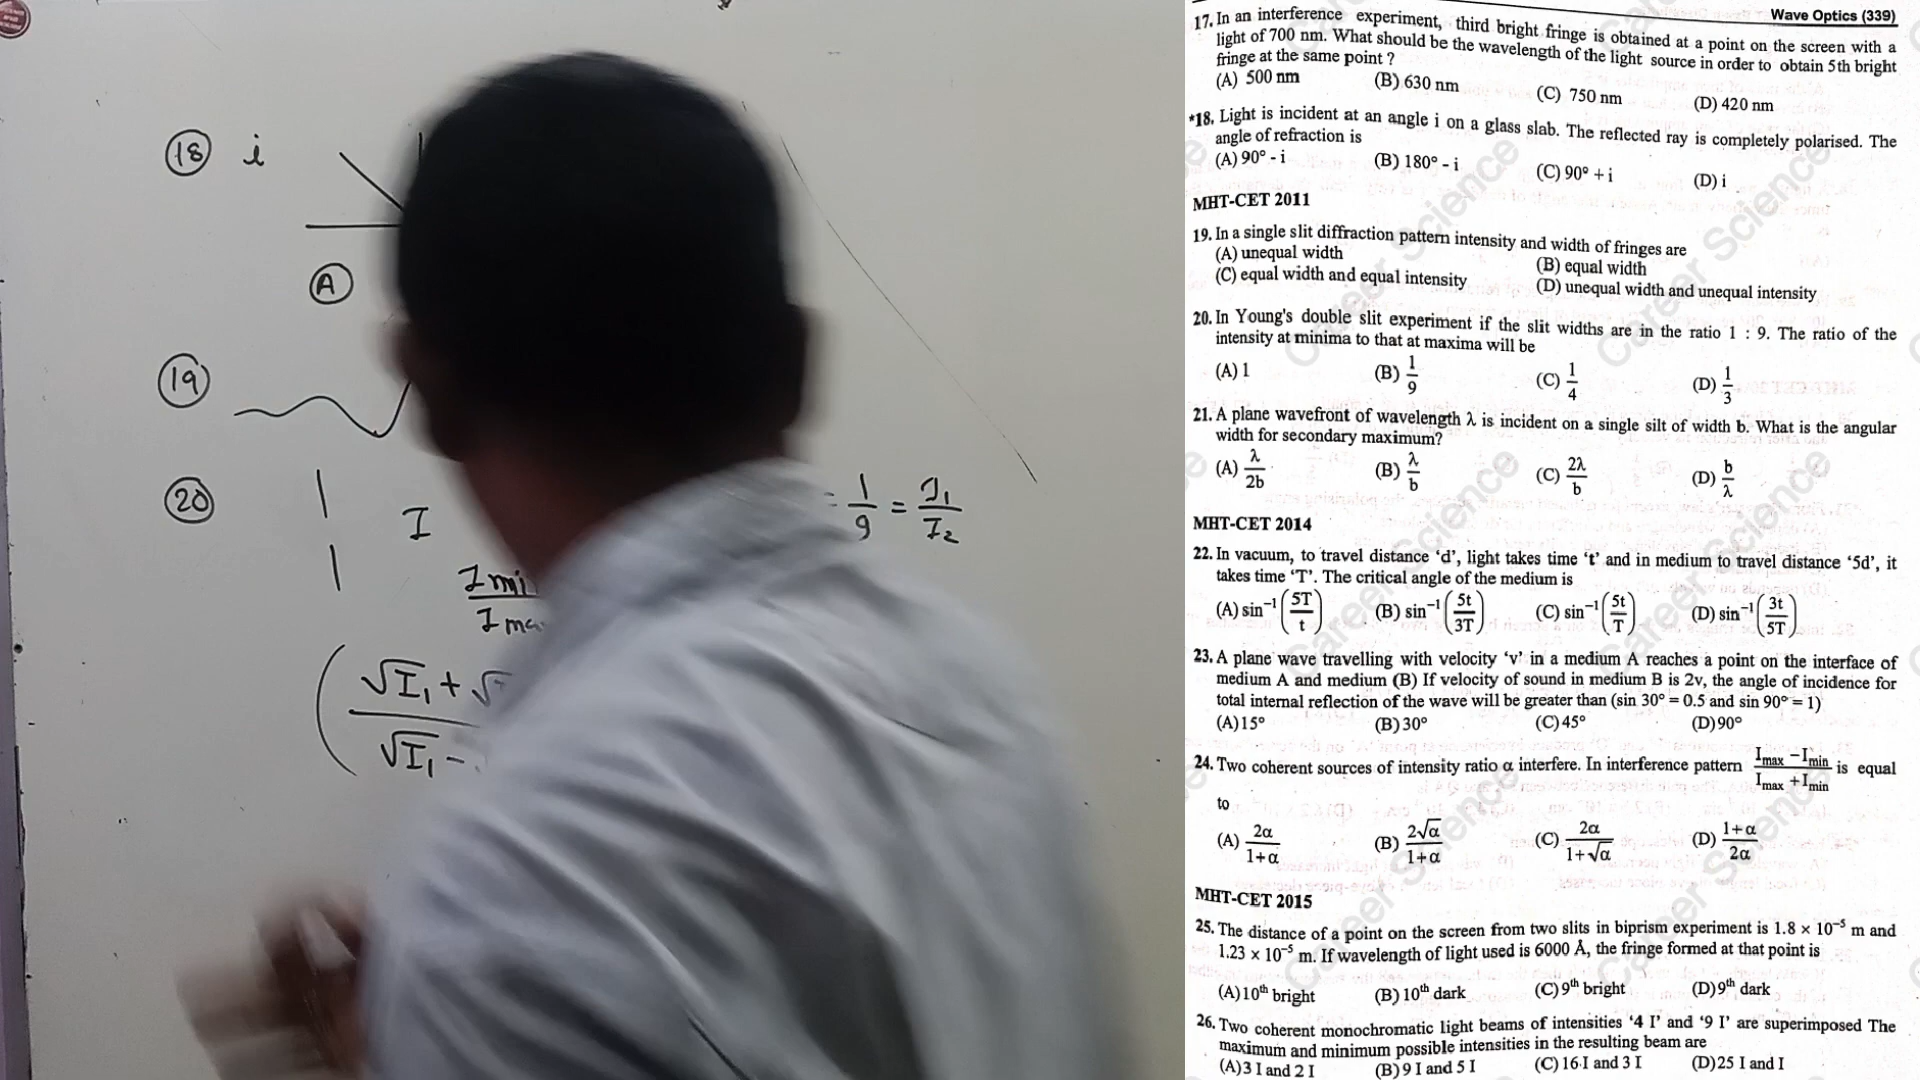 18 i
A
19
20 I = 1/9 = I₁/I₂
I
I
√I₁ +
√I₁ -
Wave Optics (339)
17. In an interference experiment, third bright fringe is obtained at a point on the screen with a
light of 700 nm. What should be the wavelength of the light source in order to obtain 5th bright
fringe at the same point ?
(A) 500 nm (B) 630 nm (C) 750 nm (D) 420 nm
*18. Light is incident at an angle i on a glass slab. The reflected ray is completely polarised. The
angle of refraction is
(A) 90° - i (B) 180° - i (C) 90° + i (D) i
MHT-CET 2011
19. In a single slit diffraction pattern intensity and width of fringes are
(A) unequal width (B) equal width
(C) equal width and equal intensity (D) unequal width and unequal intensity
20. In Young's double slit experiment if the slit widths are in the ratio 1 : 9. The ratio of the
intensity at minima to that at maxima will be
(A) 1 (B) 1/9 (C) 1/4 (D) 1/3
21. A plane wavefront of wavelength λ is incident on a single silt of width b. What is the angular
width for secondary maximum?
(A) λ/2b (B) λ/b (C) 2λ/b (D) b/λ
MHT-CET 2014
22. In vacuum, to travel distance ‘d’, light takes time ‘t’ and in medium to travel distance ‘5d’, it
takes time ‘T’. The critical angle of the medium is
(A) sin⁻¹(5T/t) (B) sin⁻¹(5t/3T) (C) sin⁻¹(5t/T) (D) sin⁻¹(3t/5T)
23. A plane wave travelling with velocity ‘v’ in a medium A reaches a point on the interface of
medium A and medium (B) If velocity of sound in medium B is 2v, the angle of incidence for
total internal reflection of the wave will be greater than (sin 30° = 0.5 and sin 90° = 1)
(A) 15° (B) 30° (C) 45° (D) 90°
24. Two coherent sources of intensity ratio α interfere. In interference pattern (Imax − Imin)/(Imax + Imin) is equal
to
(A) 2α/(1+α) (B) 2√α/(1+α) (C) 2α/(1+√α) (D) (1+α)/2α
MHT-CET 2015
25. The distance of a point on the screen from two slits in biprism experiment is 1.8 × 10⁻⁵ m and
1.23 × 10⁻⁵ m. If wavelength of light used is 6000 Å, the fringe formed at that point is
(A) 10th bright (B) 10th dark (C) 9th bright (D) 9th dark
26. Two coherent monochromatic light beams of intensities ‘4 I’ and ‘9 I’ are superimposed The
maximum and minimum possible intensities in the resulting beam are
(A) 3 I and 2 I (B) 9 I and 5 I (C) 16 I and 3 I (D) 25 I and I
Career Science